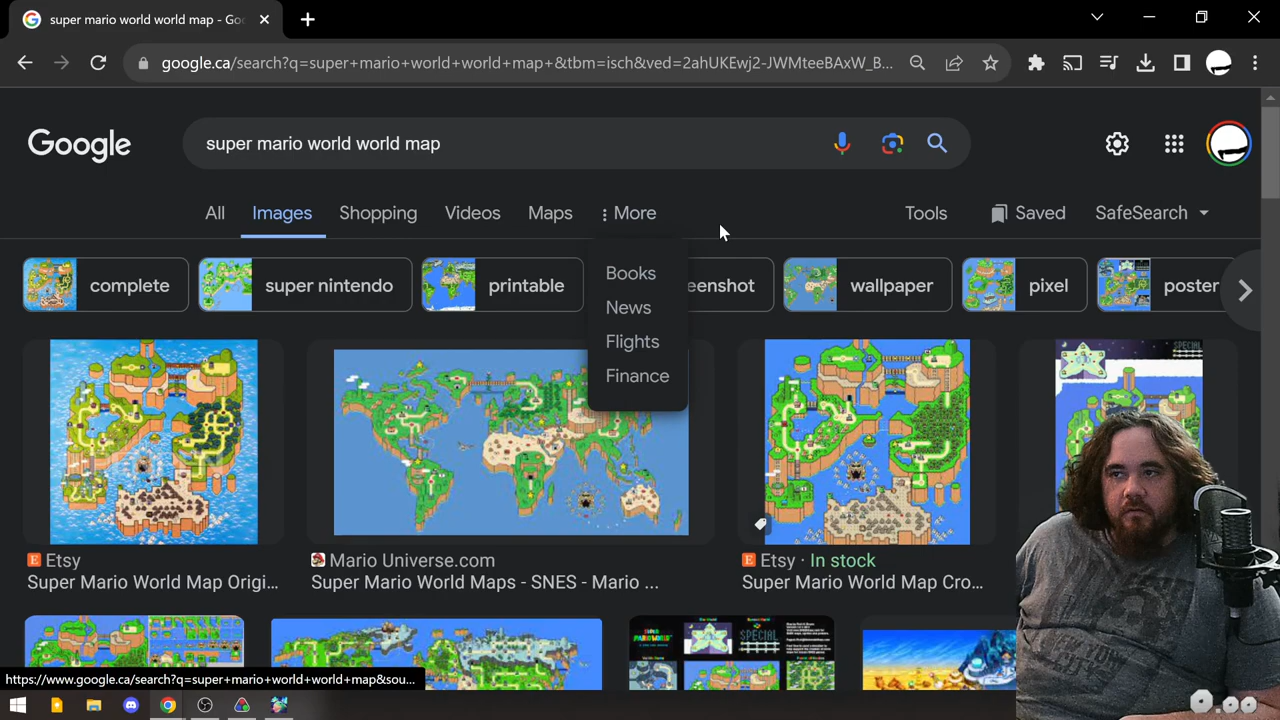 super mario world world map - Goo
google.ca/search?q=super+mario+world+world+map+&tbm=isch&ved=2ahUKEwj2-JWMteeBAxW_B...
Google
super mario world world map
All
Images
Shopping
Videos
Maps
More
Tools
Saved
SafeSearch
Books
News
Flights
Finance
complete
super nintendo
printable
eenshot
wallpaper
pixel
poster
SPECIAL
Etsy
Super Mario World Map Origi...
Mario Universe.com
Super Mario World Maps - SNES - Mario ...
Etsy · In stock
Super Mario World Map Cro...
SUPER
SPECIAL
https://www.google.ca/search?q=super+mario+world+world+map&sou...